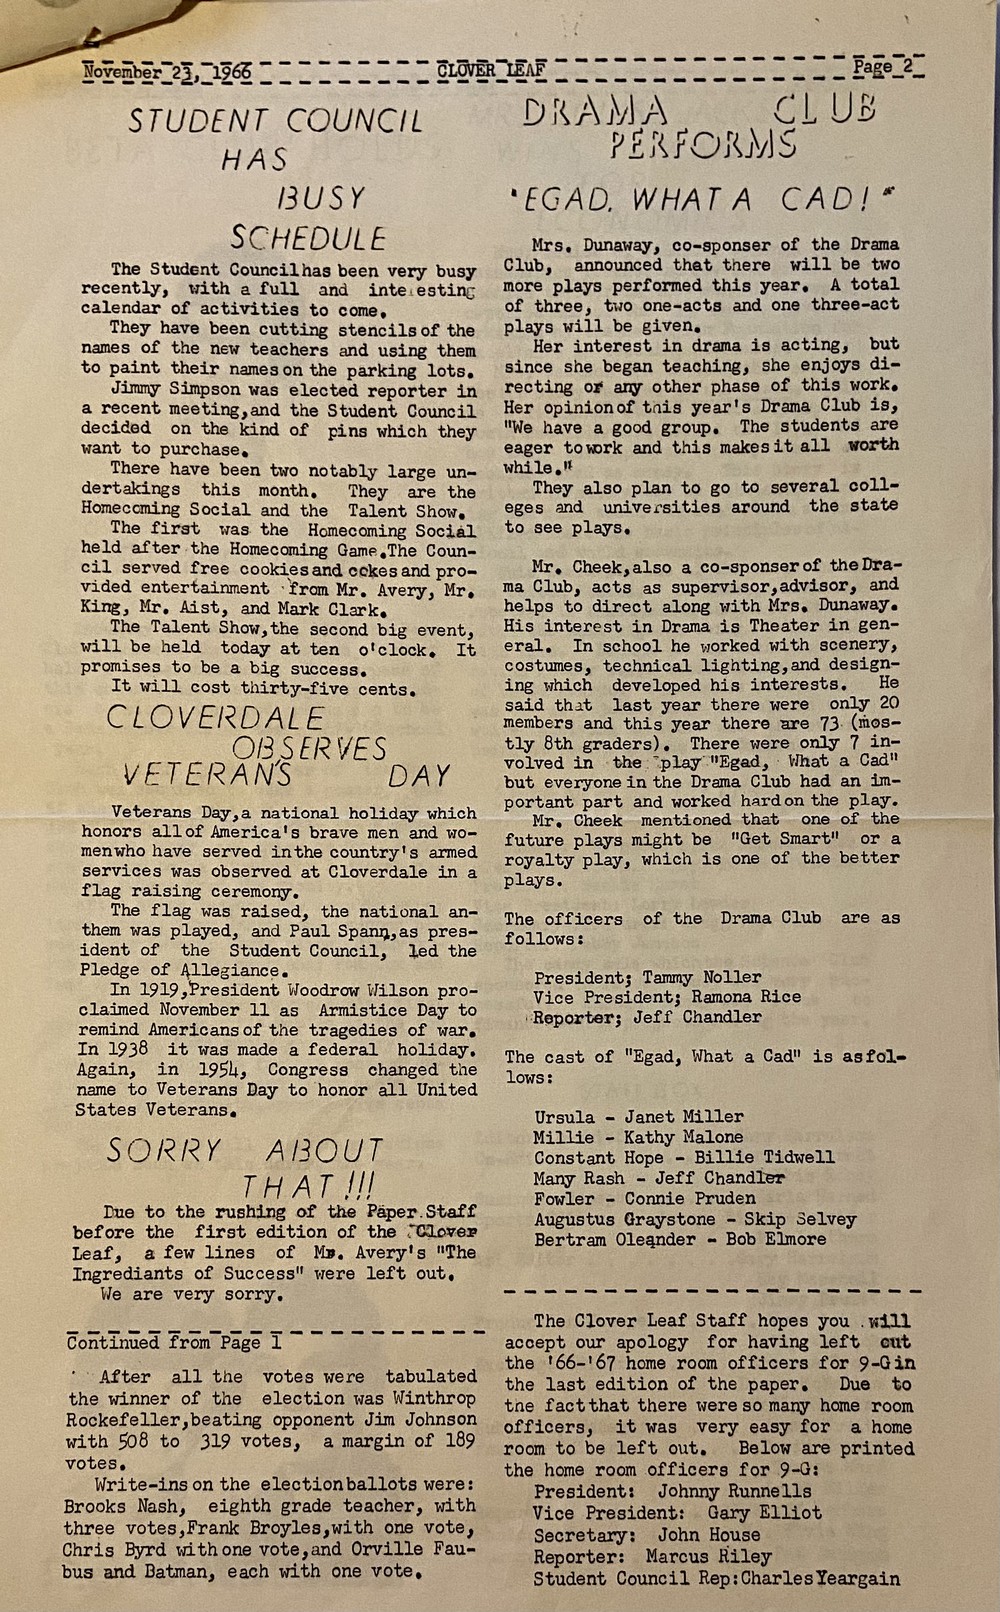 November 23, 1966 CLOVER LEAF Page 2
STUDENT COUNCIL
HAS
BUSY
SCHEDULE
The Student Council has been very busy
recently, with a full and interesting
calendar of activities to come.
They have been cutting stencils of the
names of the new teachers and using them
to paint their names on the parking lots.
Jimmy Simpson was elected reporter in
a recent meeting, and the Student Council
decided on the kind of pins which they
want to purchase.
There have been two notably large un-
dertakings this month. They are the
Homecoming Social and the Talent Show.
The first was the Homecoming Social
held after the Homecoming Game. The Coun-
cil served free cookies and cokes and pro-
vided entertainment from Mr. Avery, Mr.
King, Mr. Aist, and Mark Clark.
The Talent Show, the second big event,
will be held today at ten o'clock. It
promises to be a big success.
It will cost thirty-five cents.
CLOVERDALE
OBSERVES
VETERAN'S DAY
Veterans Day, a national holiday which
honors all of America's brave men and wo-
men who have served in the country's armed
services was observed at Cloverdale in a
flag raising ceremony.
The flag was raised, the national an-
them was played, and Paul Spann, as pres-
ident of the Student Council, led the
Pledge of Allegiance.
In 1919, President Woodrow Wilson pro-
claimed November 11 as Armistice Day to
remind Americans of the tragedies of war.
In 1938 it was made a federal holiday.
Again, in 1954, Congress changed the
name to Veterans Day to honor all United
States Veterans.
SORRY ABOUT
THAT!!!
Due to the rushing of the Paper Staff
before the first edition of the Clover
Leaf, a few lines of Mr. Avery's "The
Ingrediants of Success" were left out.
We are very sorry.
Continued from Page 1
After all the votes were tabulated
the winner of the election was Winthrop
Rockefeller, beating opponent Jim Johnson
with 508 to 319 votes, a margin of 189
votes.
Write-ins on the election ballots were:
Brooks Nash, eighth grade teacher, with
three votes, Frank Broyles, with one vote,
Chris Byrd with one vote, and Orville Fau-
bus and Batman, each with one vote.
DRAMA CLUB
PERFORMS
"EGAD, WHAT A CAD!"
Mrs. Dunaway, co-sponser of the Drama
Club, announced that there will be two
more plays performed this year. A total
of three, two one-acts and one three-act
plays will be given.
Her interest in drama is acting, but
since she began teaching, she enjoys di-
recting or any other phase of this work.
Her opinion of this year's Drama Club is,
"We have a good group. The students are
eager to work and this makes it all worth
while."
They also plan to go to several coll-
eges and universities around the state
to see plays.
Mr. Cheek, also a co-sponser of the Dra-
ma Club, acts as supervisor, advisor, and
helps to direct along with Mrs. Dunaway.
His interest in Drama is Theater in gen-
eral. In school he worked with scenery,
costumes, technical lighting, and design-
ing which developed his interests. He
said that last year there were only 20
members and this year there are 73 (mos-
tly 8th graders). There were only 7 in-
volved in the play "Egad, What a Cad"
but everyone in the Drama Club had an im-
portant part and worked hard on the play.
Mr. Cheek mentioned that one of the
future plays might be "Get Smart" or a
royalty play, which is one of the better
plays.
The officers of the Drama Club are as
follows:
President; Tammy Noller
Vice President; Ramona Rice
Reporter; Jeff Chandler
The cast of "Egad, What a Cad" is as fol-
lows:
Ursula - Janet Miller
Millie - Kathy Malone
Constant Hope - Billie Tidwell
Many Rash - Jeff Chandler
Fowler - Connie Pruden
Augustus Graystone - Skip Selvey
Bertram Oleander - Bob Elmore
The Clover Leaf Staff hopes you will
accept our apology for having left out
the '66-'67 home room officers for 9-G in
the last edition of the paper. Due to
the fact that there were so many home room
officers, it was very easy for a home
room to be left out. Below are printed
the home room officers for 9-G:
President: Johnny Runnells
Vice President: Gary Elliot
Secretary: John House
Reporter: Marcus Riley
Student Council Rep: Charles Yeargain